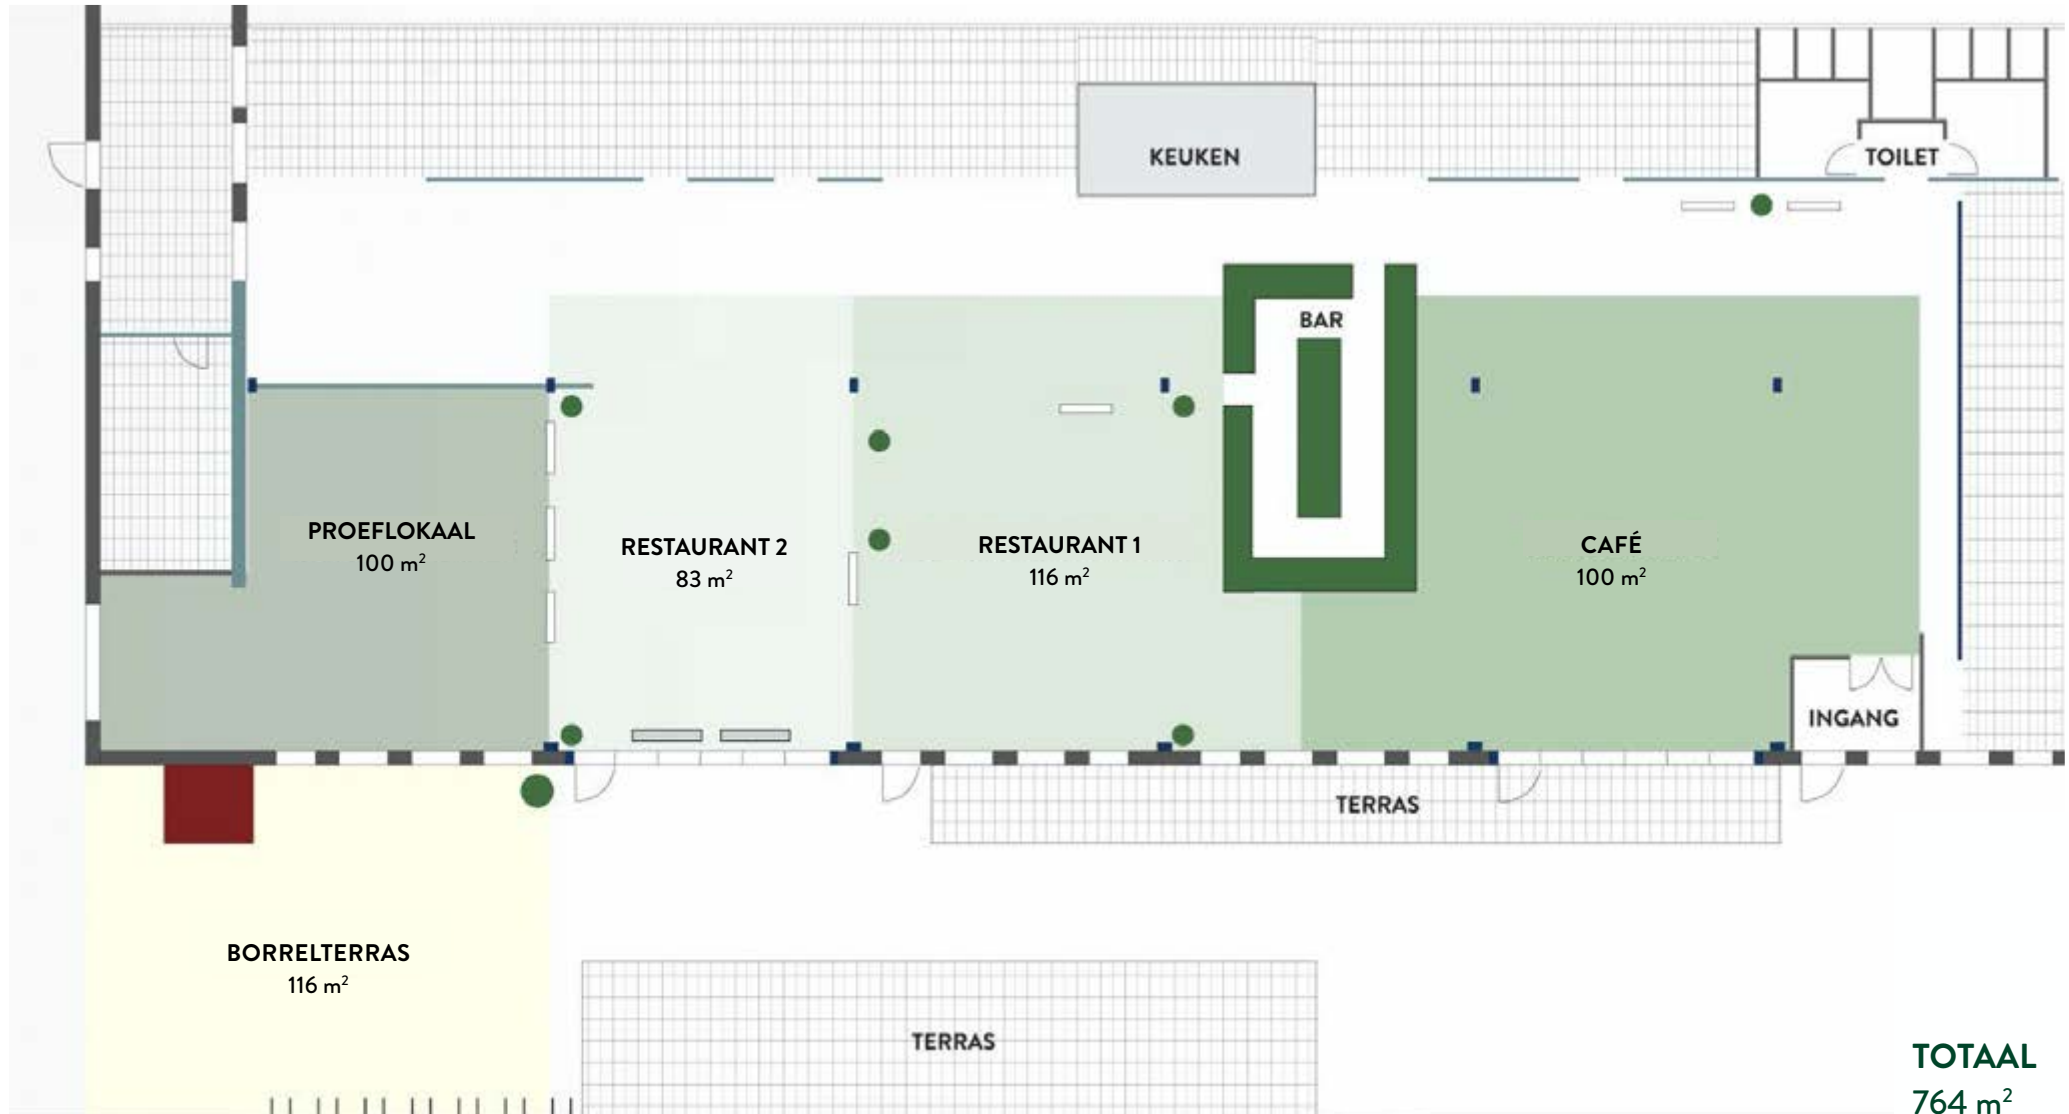 KEUKEN
TOILET
BAR
PROEFLOKAAL
100 m²
RESTAURANT 2
83 m²
RESTAURANT 1
116 m²
CAFÉ
100 m²
INGANG
TERRAS
BORRELTERRAS
116 m²
TERRAS
TOTAAL
764 m²